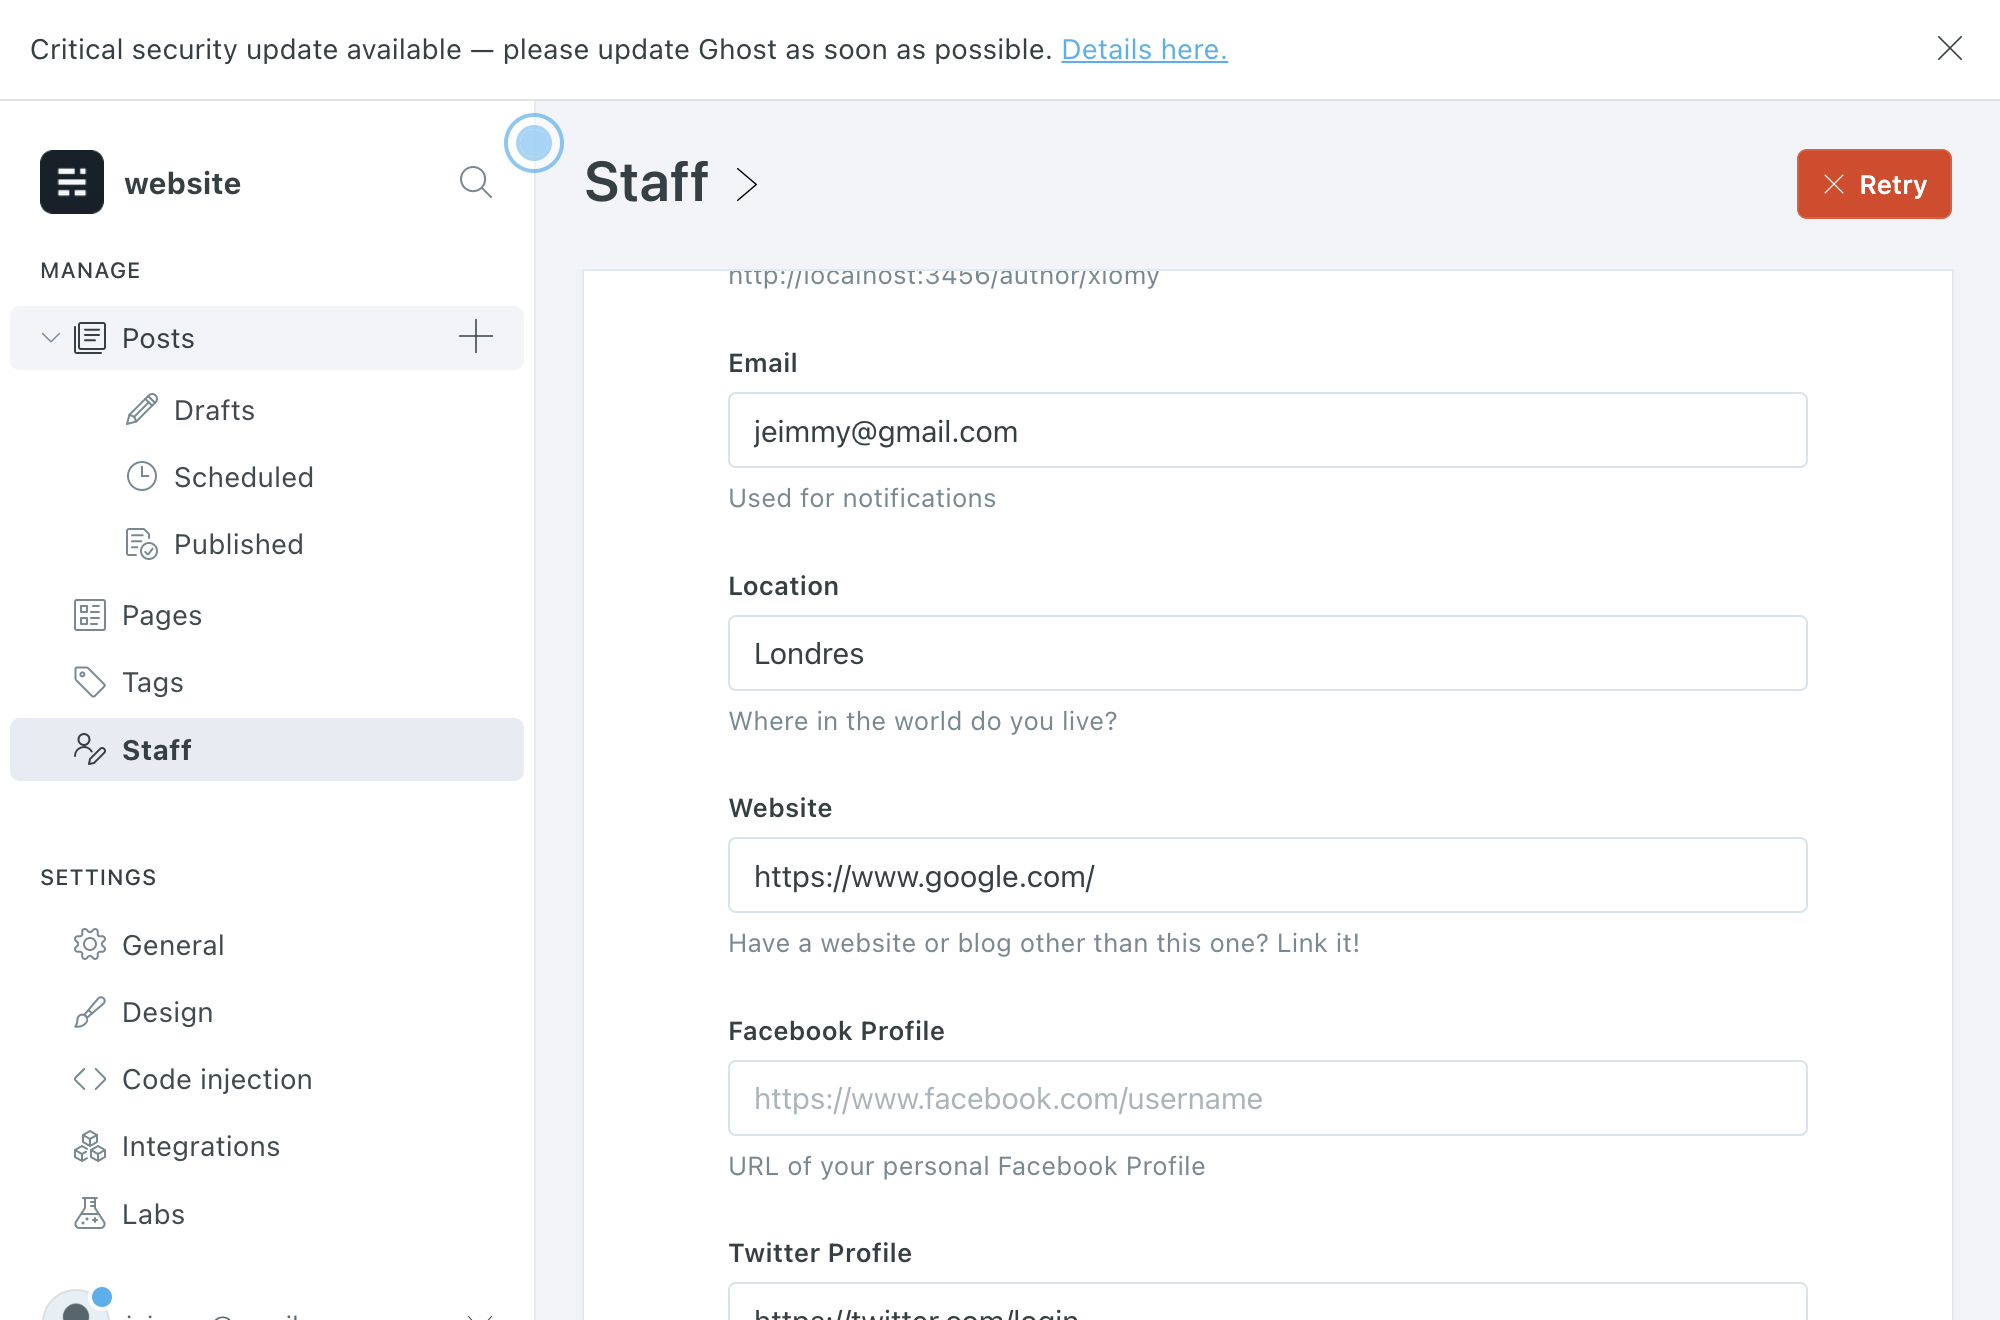 Critical security update available — please update Ghost as soon as possible. Details here.
website
MANAGE
Posts
Drafts
Scheduled
Published
Pages
Tags
Staff
SETTINGS
General
Design
Code injection
Integrations
Labs
Staff
Retry
http://localhost:3456/author/xiomy
Email
jeimmy@gmail.com
Used for notifications
Location
Londres
Where in the world do you live?
Website
https://www.google.com/
Have a website or blog other than this one? Link it!
Facebook Profile
https://www.facebook.com/username
URL of your personal Facebook Profile
Twitter Profile
https://twitter.com/login